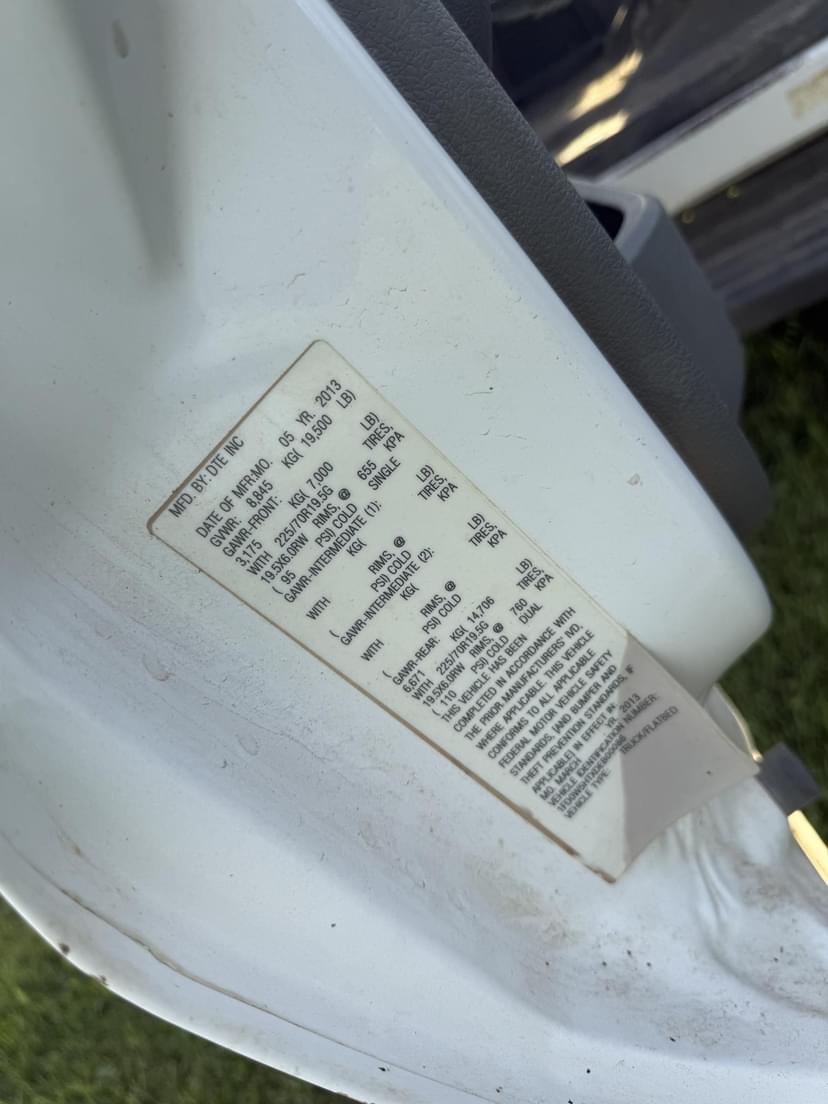 MFD. BY: DTE INC
DATE OF MFR:MO. 05 YR. 2013
GVWR: 8,845 KG( 19,500 LB)
GAWR-FRONT:
3,175 KG( 7,000 LB)
WITH 225/70R19.5G TIRES,
19.5X6.0RW RIMS, @ 655 KPA
( 95 PSI) COLD SINGLE
GAWR-INTERMEDIATE (1):
KG( LB)
WITH TIRES,
RIMS, @ KPA
( PSI) COLD
GAWR-INTERMEDIATE (2):
KG( LB)
WITH TIRES,
RIMS, @ KPA
( PSI) COLD
GAWR-REAR:
6,671 KG( 14,706 LB)
WITH 225/70R19.5G TIRES,
19.5X6.0RW RIMS, @ 760 KPA
( 110 PSI) COLD DUAL
THIS VEHICLE HAS BEEN
COMPLETED IN ACCORDANCE WITH
THE PRIOR MANUFACTURERS' IVD,
WHERE APPLICABLE. THIS VEHICLE
CONFORMS TO ALL APPLICABLE
FEDERAL MOTOR VEHICLE SAFETY
STANDARDS, [AND BUMPER AND
THEFT PREVENTION STANDARDS, IF
APPLICABLE] IN EFFECT IN:
MO. MARCH YR. 2013
VEHICLE IDENTIFICATION NUMBER:
VEHICLE TYPE: TRUCK/FLATBED